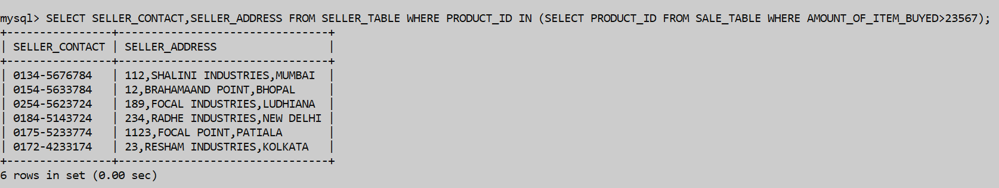 mysql> SELECT SELLER_CONTACT,SELLER_ADDRESS FROM SELLER_TABLE WHERE PRODUCT_ID IN (SELECT PRODUCT_ID FROM SALE_TABLE WHERE AMOUNT_OF_ITEM_BUYED>23567);
+----------------+--------------------------------+
| SELLER_CONTACT | SELLER_ADDRESS                 |
+----------------+--------------------------------+
| 0134-5676784   | 112,SHALINI INDUSTRIES,MUMBAI  |
| 0154-5633784   | 12,BRAHAMAAND POINT,BHOPAL     |
| 0254-5623724   | 189,FOCAL INDUSTRIES,LUDHIANA  |
| 0184-5143724   | 234,RADHE INDUSTRIES,NEW DELHI |
| 0175-5233774   | 1123,FOCAL POINT,PATIALA       |
| 0172-4233174   | 23,RESHAM INDUSTRIES,KOLKATA   |
+----------------+--------------------------------+
6 rows in set (0.00 sec)